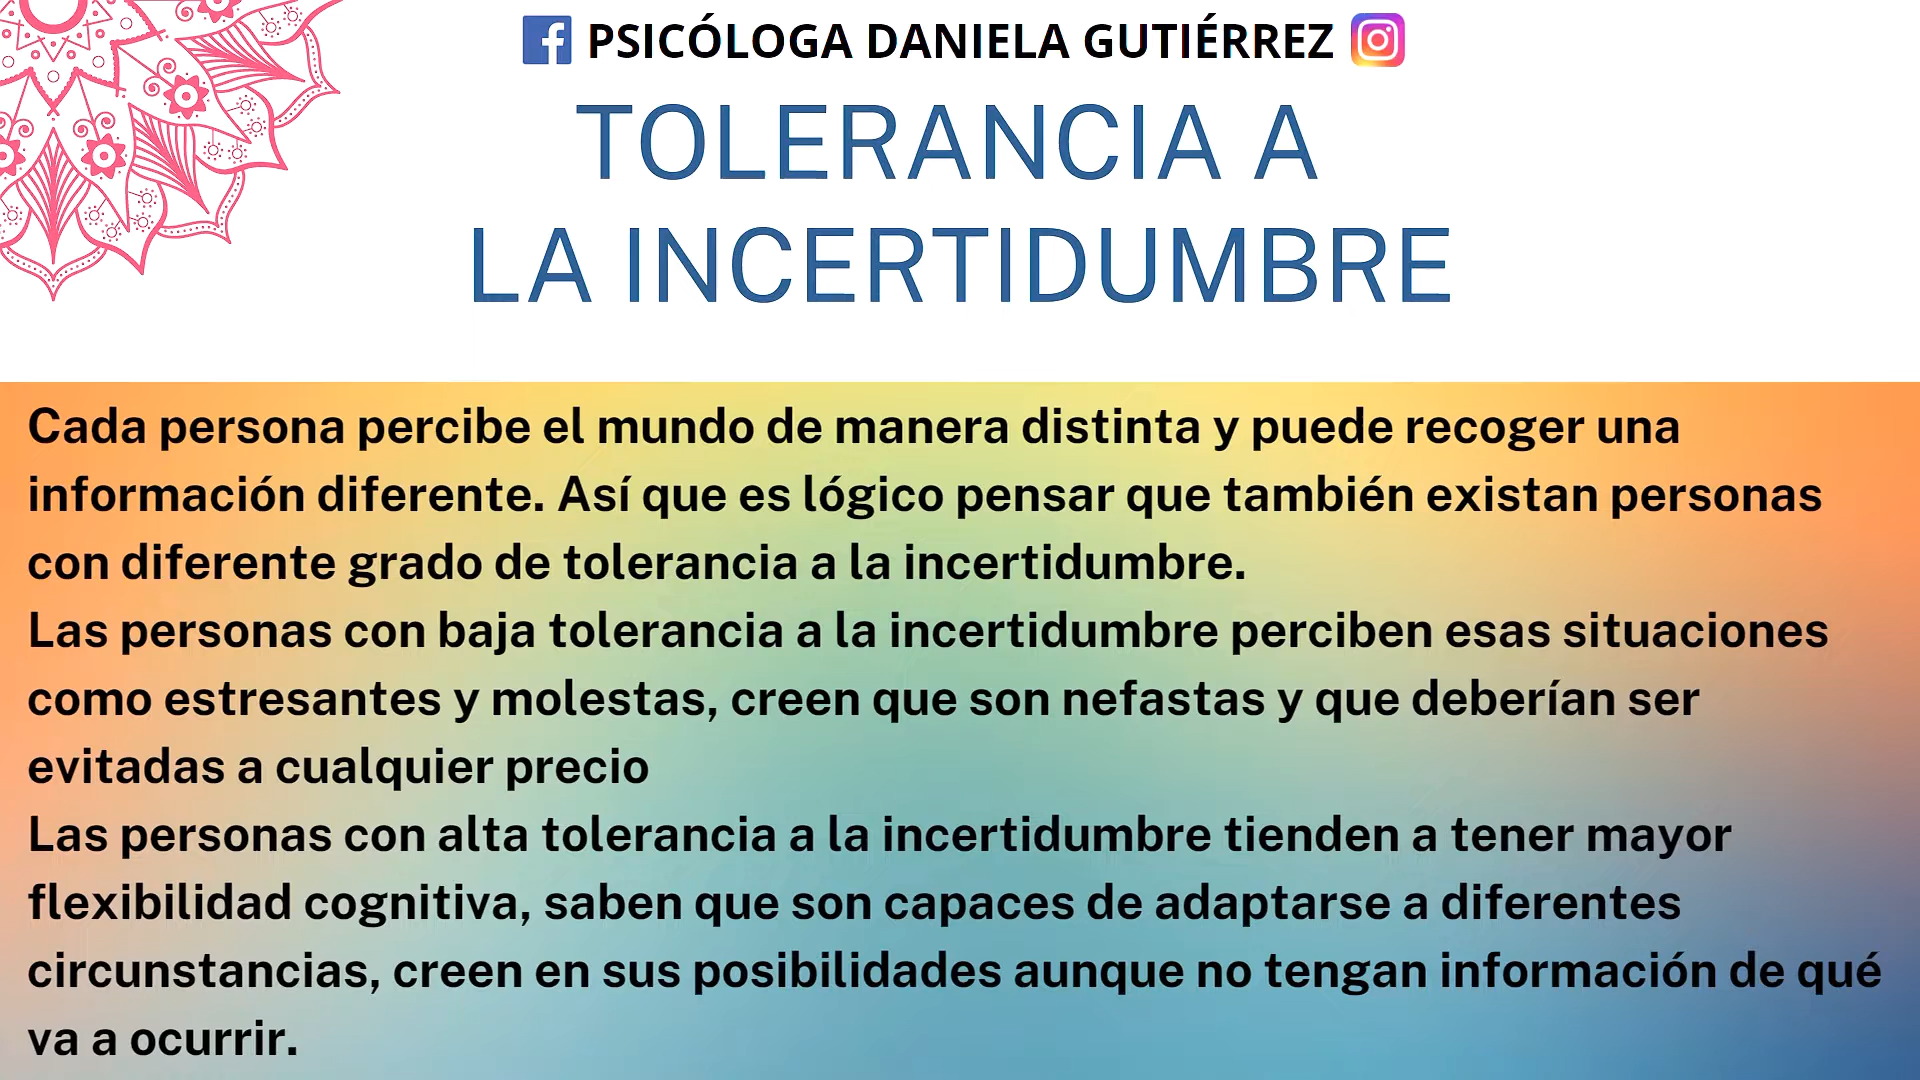 PSICÓLOGA DANIELA GUTIÉRREZ
TOLERANCIA A
LA INCERTIDUMBRE
Cada persona percibe el mundo de manera distinta y puede recoger una
información diferente. Así que es lógico pensar que también existan personas
con diferente grado de tolerancia a la incertidumbre.
Las personas con baja tolerancia a la incertidumbre perciben esas situaciones
como estresantes y molestas, creen que son nefastas y que deberían ser
evitadas a cualquier precio
Las personas con alta tolerancia a la incertidumbre tienden a tener mayor
flexibilidad cognitiva, saben que son capaces de adaptarse a diferentes
circunstancias, creen en sus posibilidades aunque no tengan información de qué
va a ocurrir.